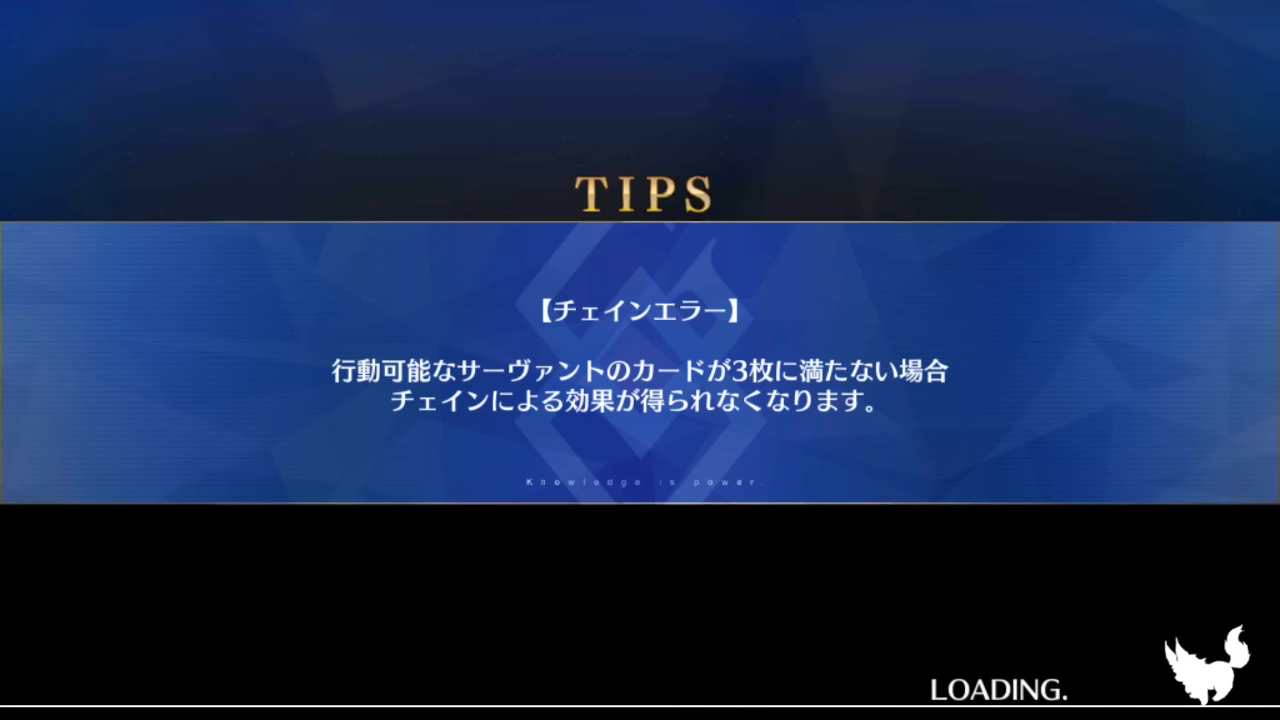 TIPS
【チェインエラー】
行動可能なサーヴァントのカードが3枚に満たない場合
チェインによる効果が得られなくなります。
Knowledge is power.
LOADING.